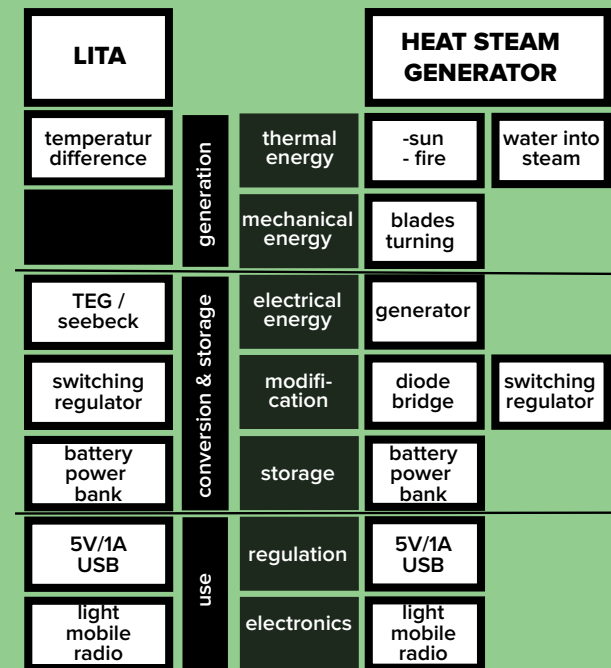 LITA
HEAT STEAM
GENERATOR
temperatur
difference
generation
thermal
energy
-sun
- fire
water into
steam
mechanical
energy
blades
turning
TEG /
seebeck
conversion & storage
electrical
energy
generator
switching
regulator
modifi-
cation
diode
bridge
switching
regulator
battery
power
bank
storage
battery
power
bank
5V/1A
USB
use
regulation
5V/1A
USB
light
mobile
radio
electronics
light
mobile
radio